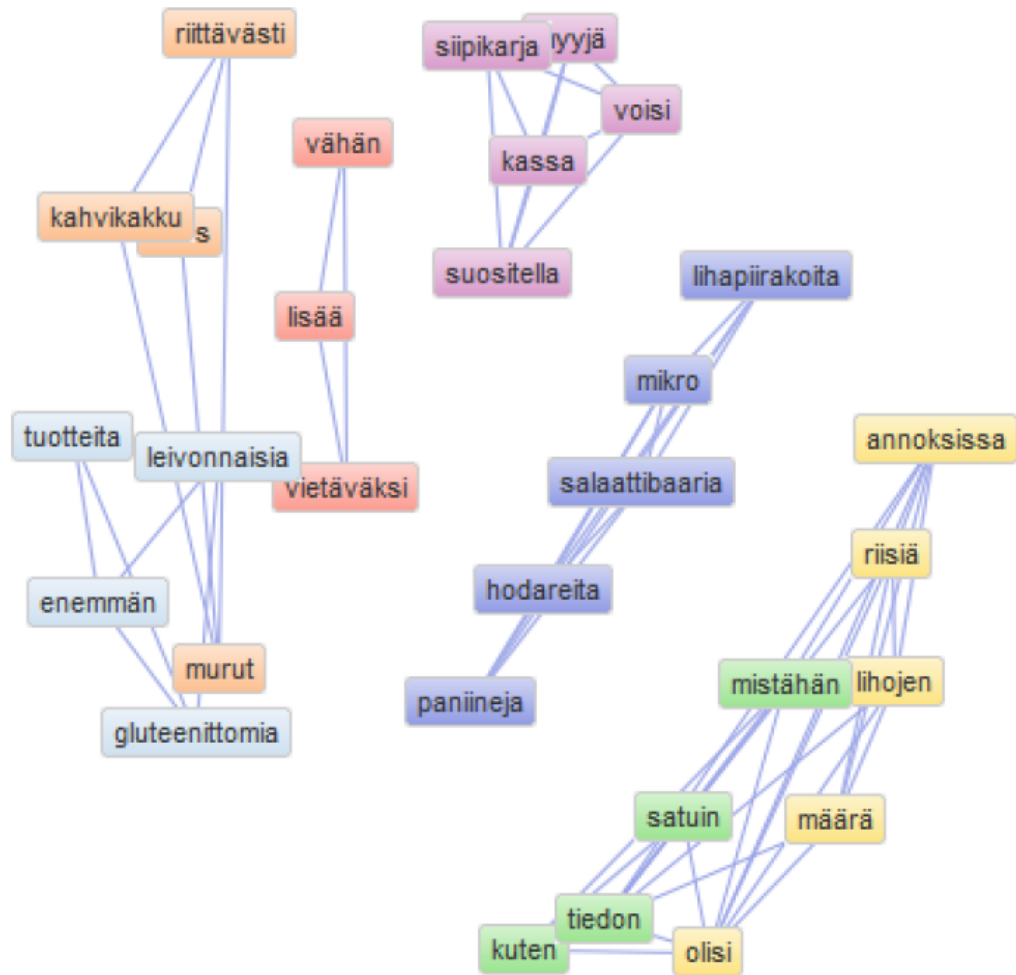 riittävästi
siipikarja
voisi
vähän
kassa
kahvikakku
suositella
lihapiirakoita
lisää
mikro
tuotteita
annoksissa
leivonnaisia
vietäväksi
salaattibaaria
riisiä
hodareita
enemmän
murut
mistähän
lihojen
paniineja
gluteenittomia
satuin
määrä
tiedon
kuten
olisi